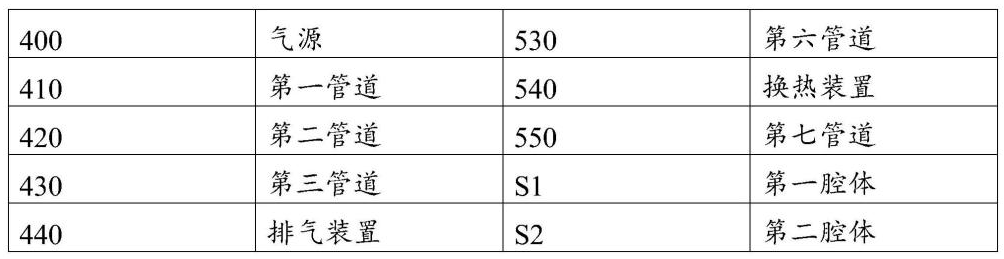 400 气源 530 第六管道
410 第一管道 540 换热装置
420 第二管道 550 第七管道
430 第三管道 S1 第一腔体
440 排气装置 S2 第二腔体